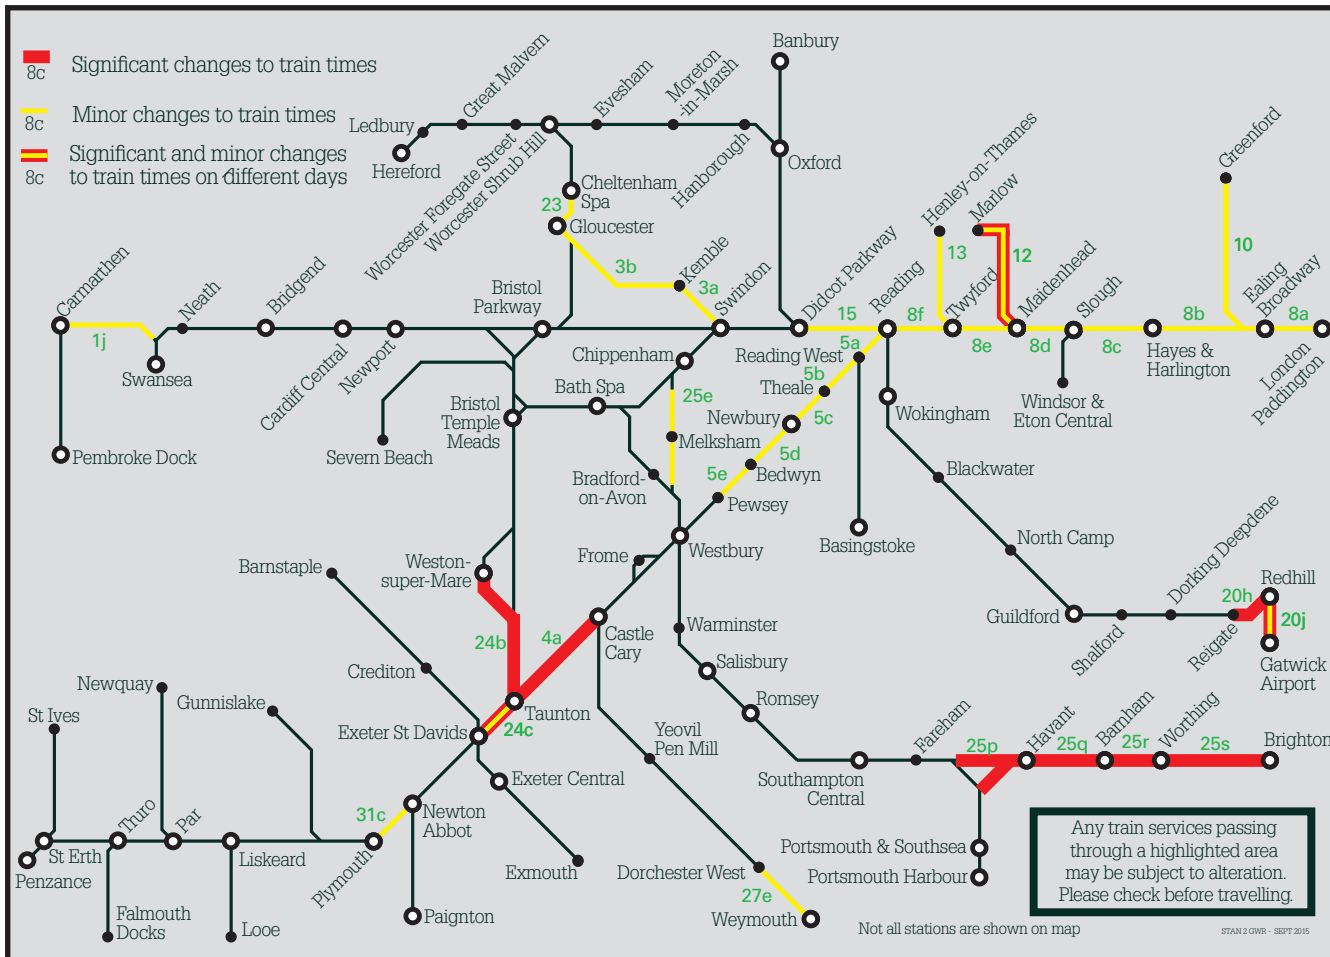 8c
Significant changes to train times
8c
Minor changes to train times
8c
Significant and minor changes
to train times on different days
Banbury
Great Malvern
Evesham
Moreton
-in-Marsh
Ledbury
Hereford
Worcester Foregate Street
Worcester Shrub Hill
Hanborough
Oxford
Cheltenham
Spa
23
Gloucester
3b
Kemble
3a
Swindon
Didcot Parkway
Reading
Henley-on-Thames
Marlow
13
12
Twyford
Maidenhead
Slough
Greenford
10
Ealing
Broadway
Carmarthen
1j
Swansea
Neath
Bridgend
Cardiff Central
Newport
Bristol
Parkway
15
8f
8e
8d
8c
8b
8a
Hayes &
Harlington
London
Paddington
Pembroke Dock
Severn Beach
Bristol
Temple
Meads
Bath Spa
Chippenham
25e
Melksham
Bradford-
on-Avon
Reading West
5a
Theale
5b
Newbury
5c
5d
Bedwyn
5e
Pewsey
Wokingham
Windsor &
Eton Central
Blackwater
North Camp
Basingstoke
Westbury
Frome
Guildford
Shalford
Dorking Deepdene
Reigate
20h
Redhill
20j
Gatwick
Airport
Barnstaple
Weston-
super-Mare
24b
4a
Castle
Cary
Warminster
Salisbury
Romsey
Crediton
Taunton
Exeter St Davids
24c
Newquay
Gunnislake
St Ives
Yeovil
Pen Mill
Fareham
25p
Havant
25q
Barnham
25r
Worthing
25s
Brighton
Southampton
Central
Exeter Central
Newton
Abbot
31c
Truro
Par
St Erth
Penzance
Liskeard
Plymouth
Exmouth
Dorchester West
27e
Weymouth
Portsmouth & Southsea
Portsmouth Harbour
Falmouth
Docks
Looe
Paignton
Any train services passing
through a highlighted area
may be subject to alteration.
Please check before travelling.
Not all stations are shown on map
STAN 2 GWR - SEPT 2015